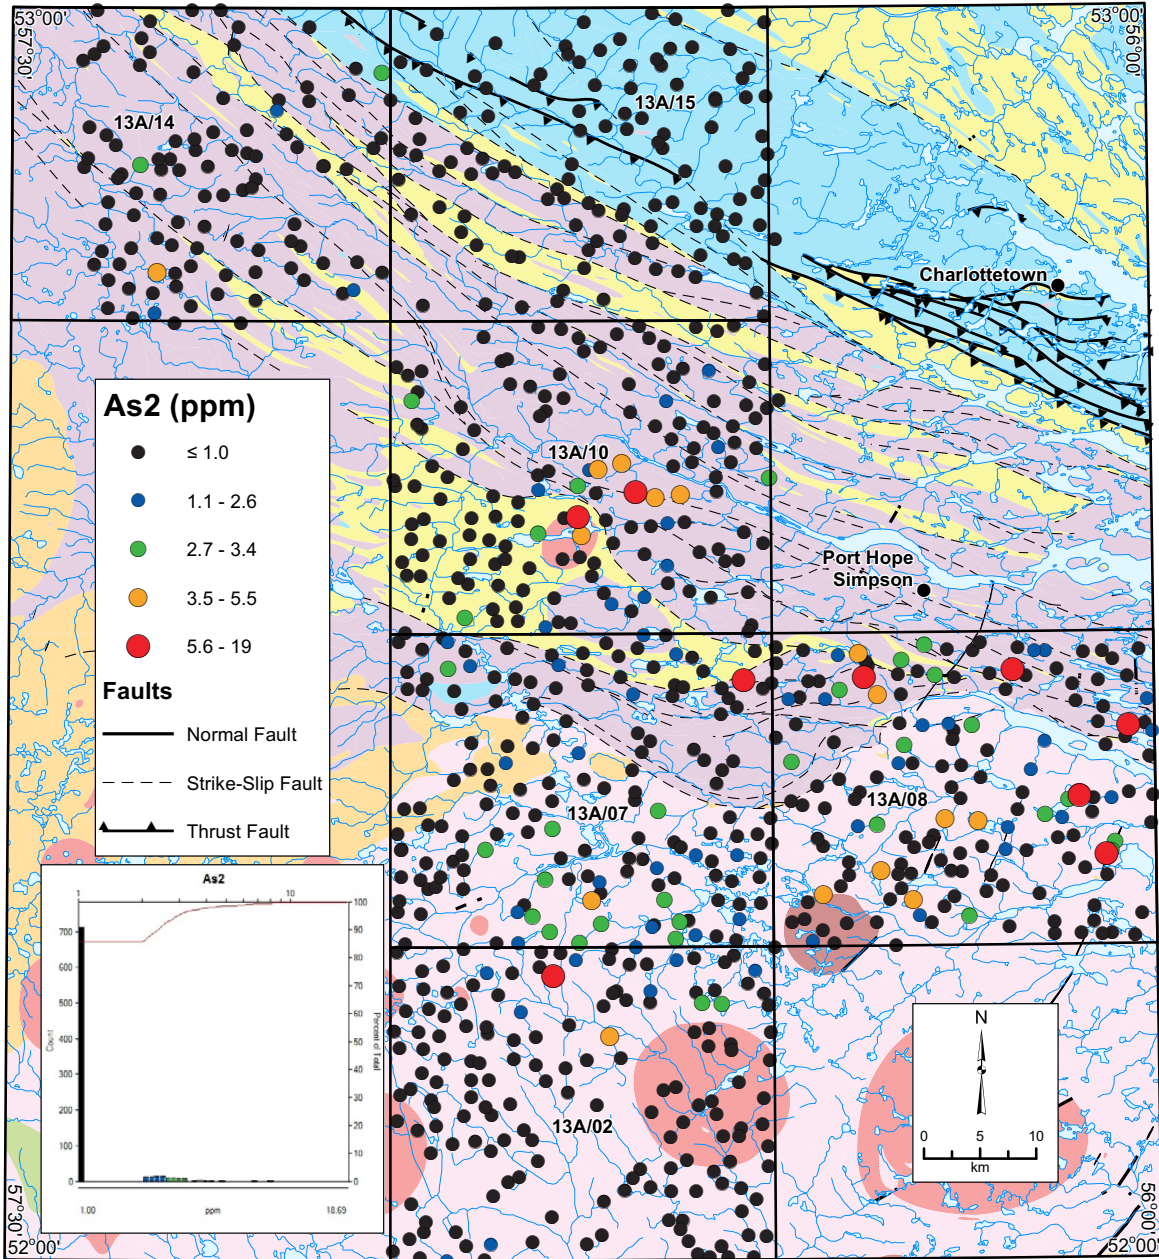 53°00'
57°30'
53°00'
56°00'
13A/14
13A/15
Charlottetown
As2 (ppm)
≤ 1.0
1.1 - 2.6
2.7 - 3.4
3.5 - 5.5
5.6 - 19
Faults
Normal Fault
Strike-Slip Fault
Thrust Fault
13A/10
Port Hope
Simpson
13A/07
13A/08
13A/02
As2
1
10
700
600
500
400
300
200
100
0
Count
100
90
80
70
60
50
40
30
20
10
0
Percent of Total
1.00
ppm
18.69
N
0
5
10
km
57°30'
52°00'
56°00'
52°00'